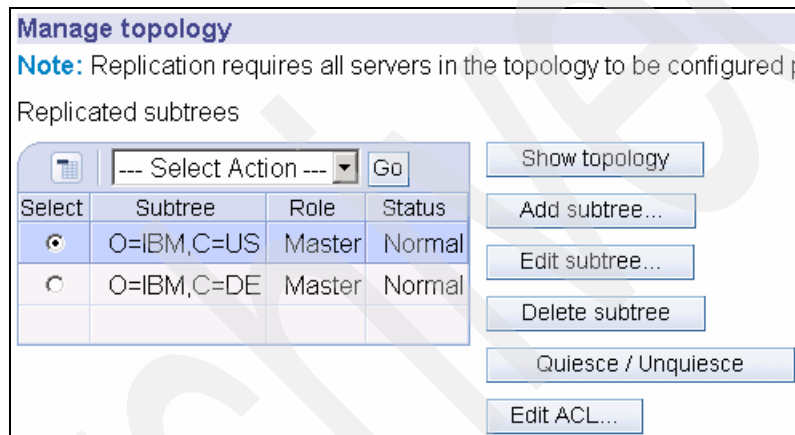 Manage topology
Note: Replication requires all servers in the topology to be configured
Replicated subtrees
--- Select Action --- Go
Select Subtree Role Status
O=IBM,C=US Master Normal
O=IBM,C=DE Master Normal
Show topology
Add subtree...
Edit subtree...
Delete subtree
Quiesce / Unquiesce
Edit ACL...